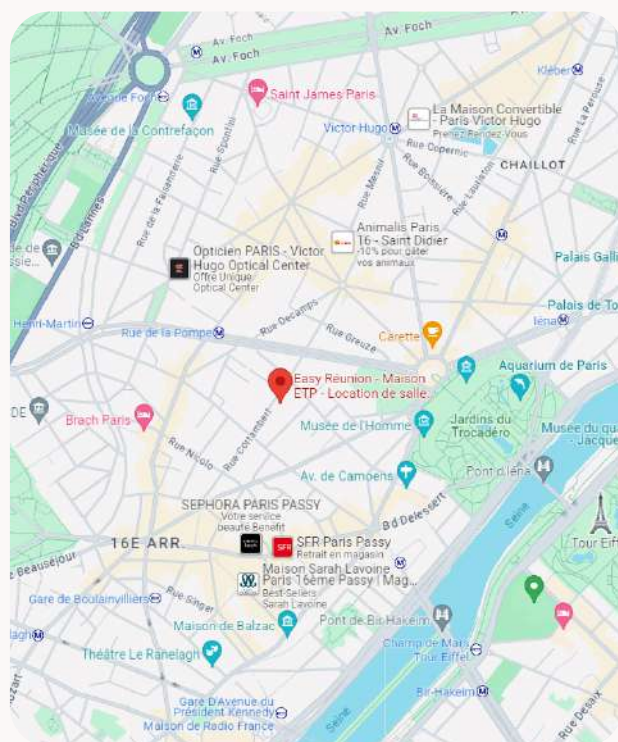 Av. Foch
Av. Foch
Kléber
Avenue Foch
Saint James Paris
La Maison Convertible
- Paris Victor Hugo
Prenez Rendez-Vous
Musée de la Contrefaçon
Victor Hugo
Rue Copernic
Rue La Pérouse
CHAILLOT
Rue Spontini
Rue de la Faisanderie
Rue Mesnil
Rue Boissière
Rue Lauriston
Blvd Périphérique
Bd Lannes
Animalis Paris
16 - Saint Didier
-10% pour gâter
vos animaux
Opticien PARIS - Victor
Hugo Optical Center
Offre Unique
Optical Center
Palais Galli
Palais de To
Iéna
Henri-Martin
Rue de la Pompe
Rue Decamps
Rue Greuze
Carette
Aquarium de Paris
Easy Réunion - Maison
ETP - Location de salle.
DE
Brach Paris
Rue Cortambert
Musée de l'Homme
Jardins du
Trocadéro
Musée du qua
- Jacque
Rue Nicolo
Av. de Camoens
Pont d'Iéna
SEPHORA PARIS PASSY
Votre service
beauté Benefit
Bd Delessert
Seine
Tour Eiff
16E ARR.
SFR
SFR Paris Passy
Retrait en magasin
e Beauséjour
Maison Sarah Lavoine
Paris 16ème Passy | Mag...
Best-Sellers
Sarah Lavoine
Gare de Boulainvilliers
Rue Singer
Maison de Balzac
Pont de Bir-Hakeim
Champ de Mars
Tour Eiffel
Théâtre Le Ranelagh
Bir-Hakeim
Rue Desaix
Gare D'Avenue du
Président Kennedy
Maison de Radio France
Seine
ozart